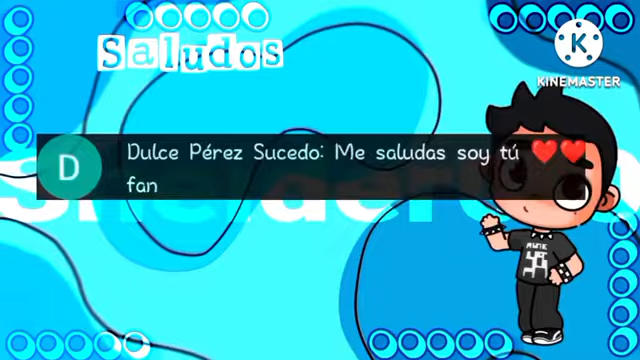 Saludos
KINEMASTER
D
Dulce Pérez Sucedo: Me saludas soy tú ❤️❤️
fan